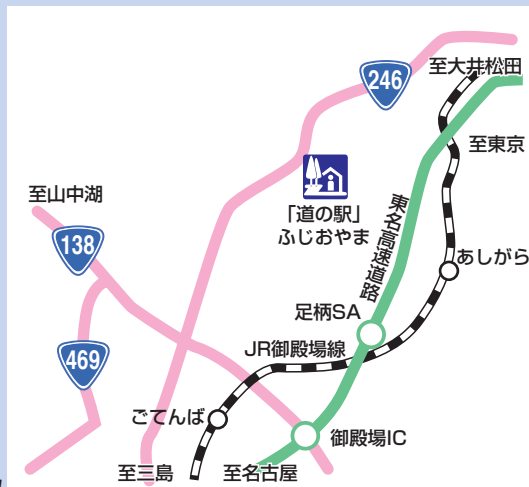 246
至大井松田
至東京
至山中湖
「道の駅」
ふじおやま
138
東名高速道路
あしがら
足柄SA
469
JR御殿場線
ごてんば
御殿場IC
至三島
至名古屋